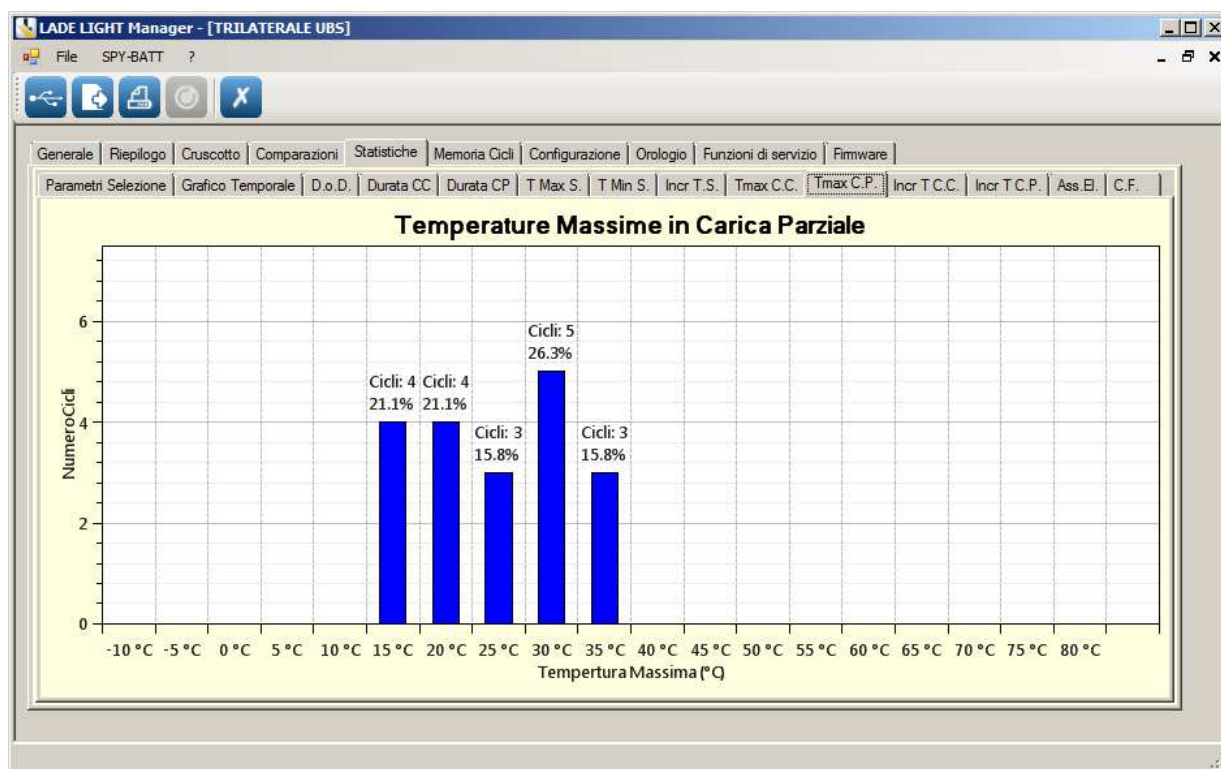 LADE LIGHT Manager - [TRILATERALE UBS]
File SPY-BATT ?
Generale Riepilogo Cruscotto Comparazioni Statistiche Memoria Cicli Configurazione Orologio Funzioni di servizio Firmware
Parametri Selezione Grafico Temporale D.o.D. Durata CC Durata CP T Max S. T Min S. Incr T.S. Tmax C.C. Tmax C.P. Incr T C.C. Incr T C.P. Ass.El. C.F.
Temperature Massime in Carica Parziale
6
Cicli: 5
26.3%
Cicli: 4 Cicli: 4
21.1% 21.1%
NumeroCicli
4
Cicli: 3 Cicli: 3
15.8% 15.8%
2
0
-10 °C -5 °C 0 °C 5 °C 10 °C 15 °C 20 °C 25 °C 30 °C 35 °C 40 °C 45 °C 50 °C 55 °C 60 °C 65 °C 70 °C 75 °C 80 °C
Tempertura Massima (°C)